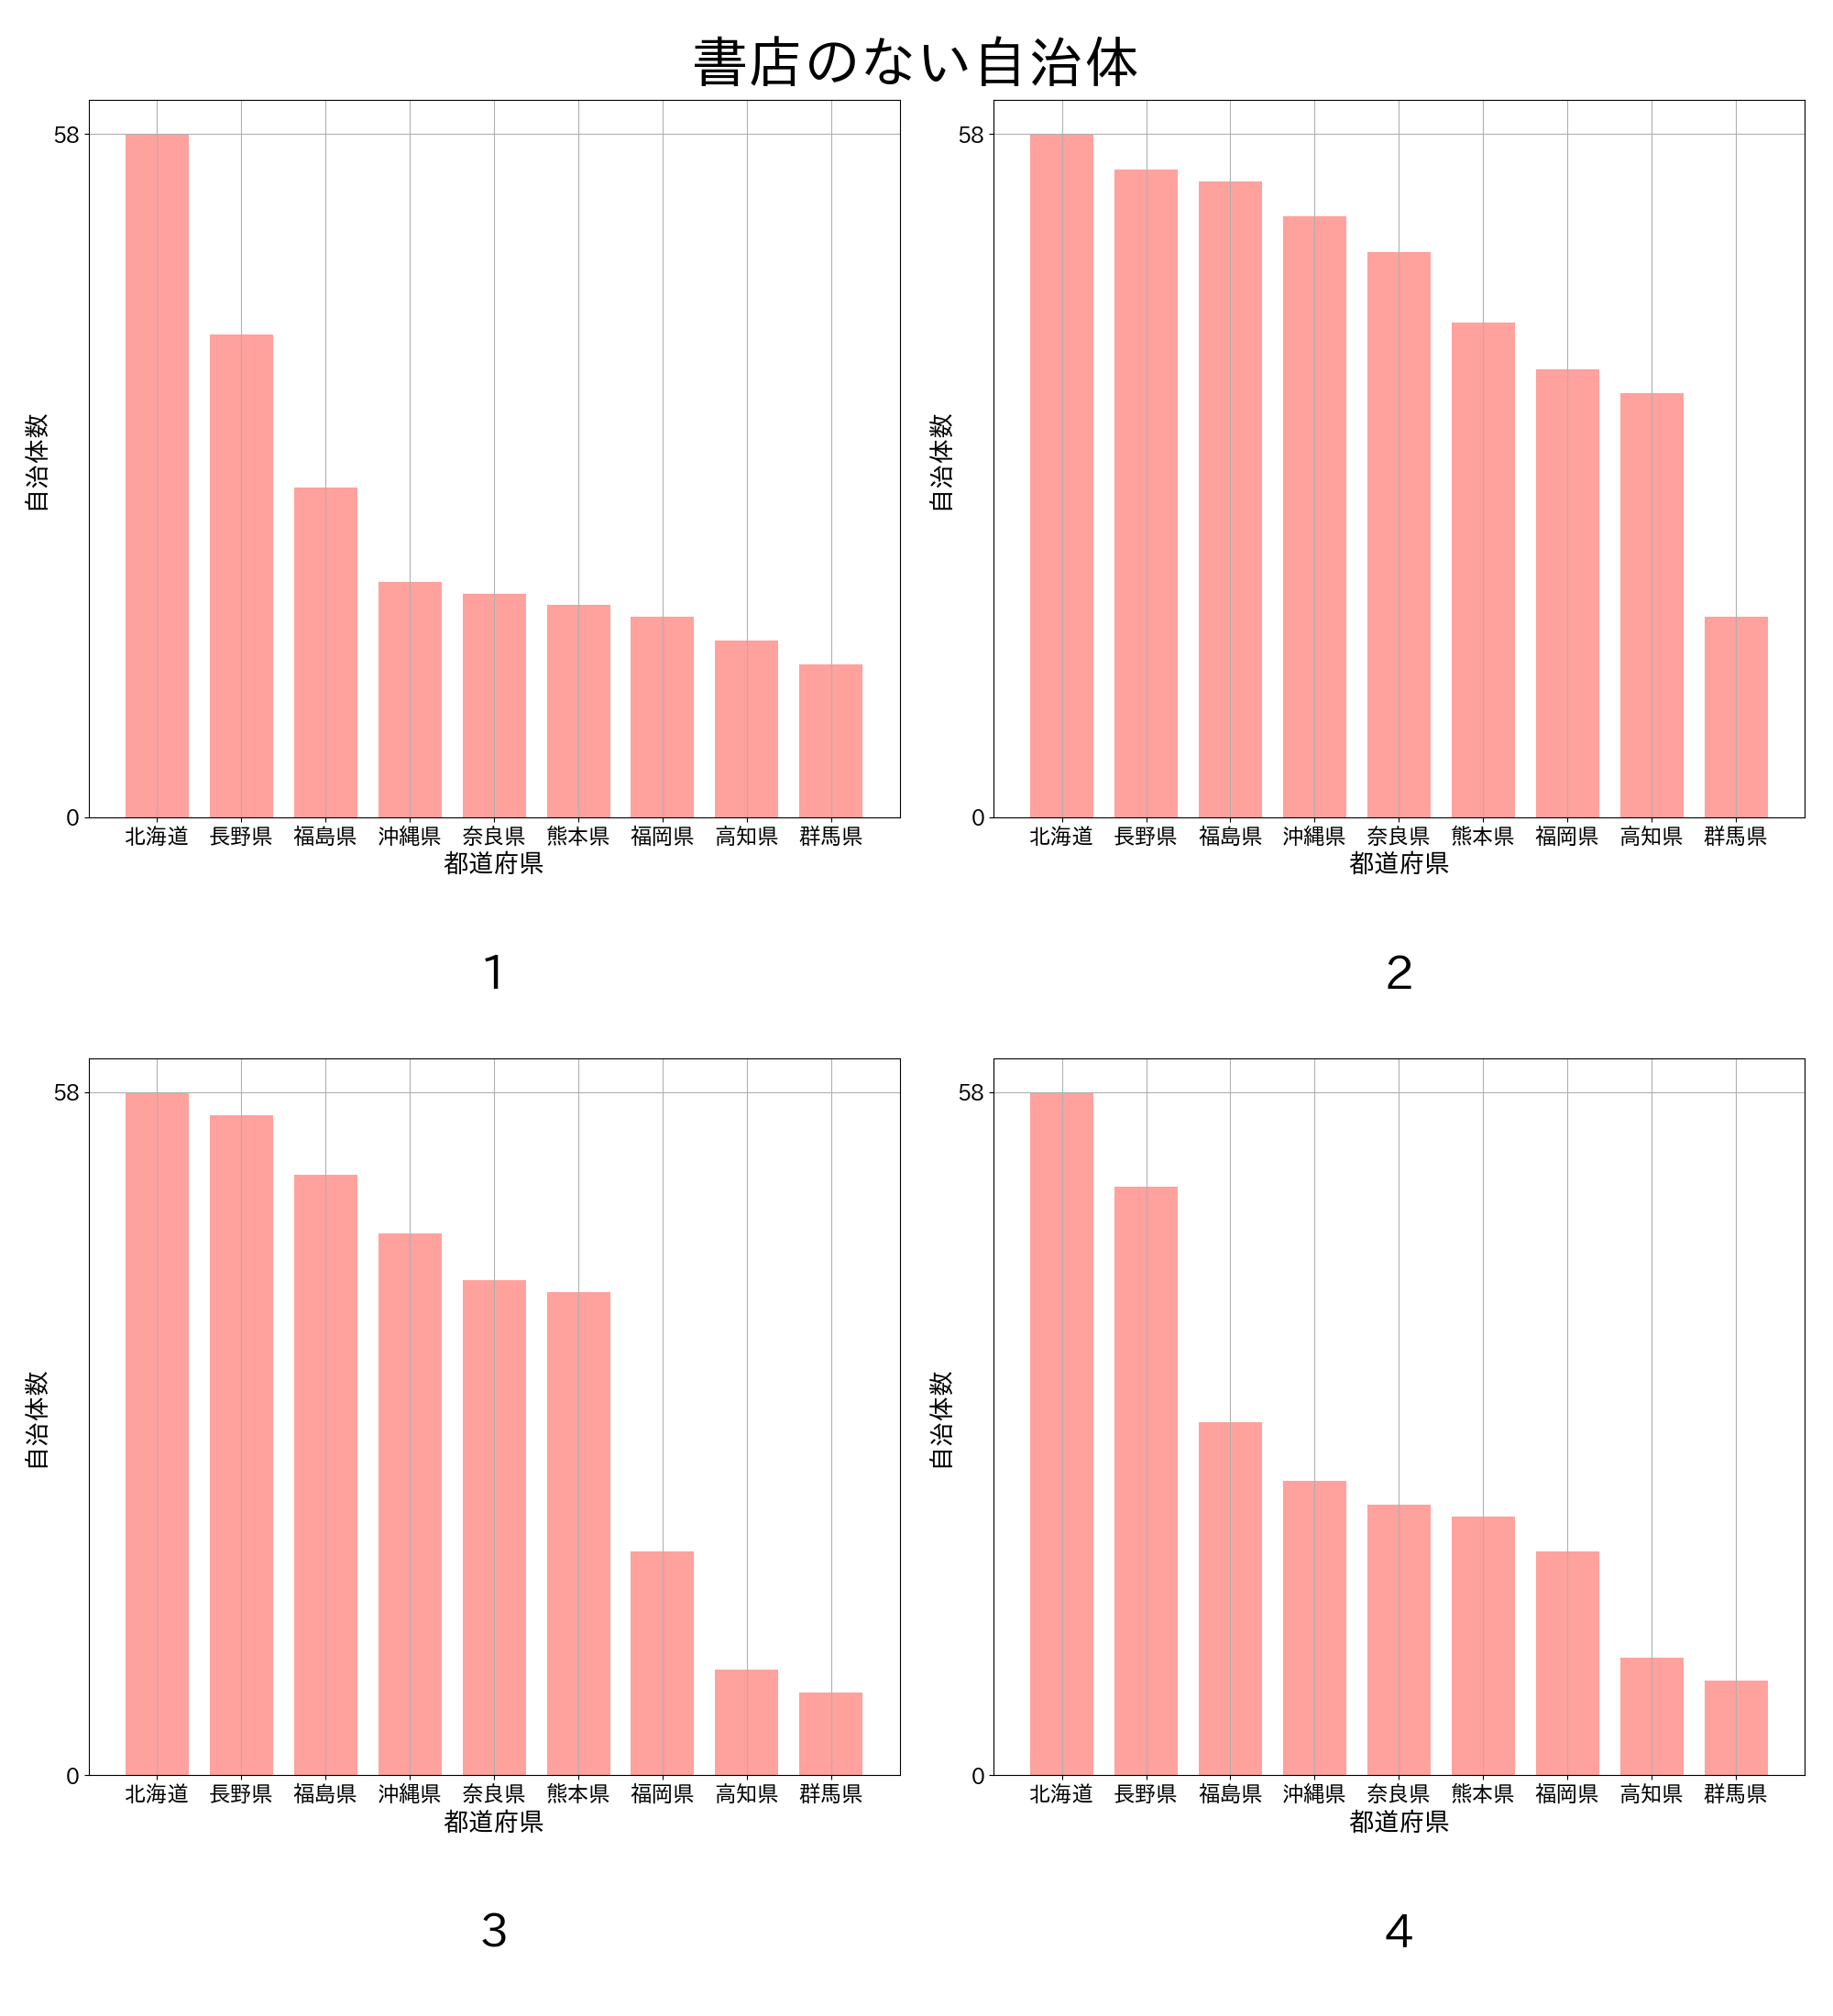 書店のない自治体
58
0
自治体数
北海道 長野県 福島県 沖縄県 奈良県 熊本県 福岡県 高知県 群馬県
都道府県
1
58
0
自治体数
北海道 長野県 福島県 沖縄県 奈良県 熊本県 福岡県 高知県 群馬県
都道府県
2
58
0
自治体数
北海道 長野県 福島県 沖縄県 奈良県 熊本県 福岡県 高知県 群馬県
都道府県
3
58
0
自治体数
北海道 長野県 福島県 沖縄県 奈良県 熊本県 福岡県 高知県 群馬県
都道府県
4